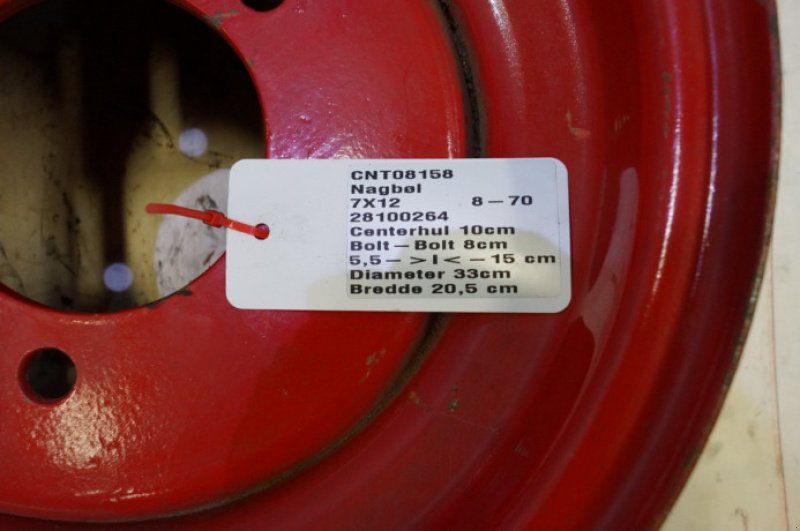 CNT08158
Nagbøl
7X12 8-70
28100264
Centerhul 10cm
Bolt-Bolt 8cm
5,5- >I< -15 cm
Diameter 33cm
Bredde 20,5 cm